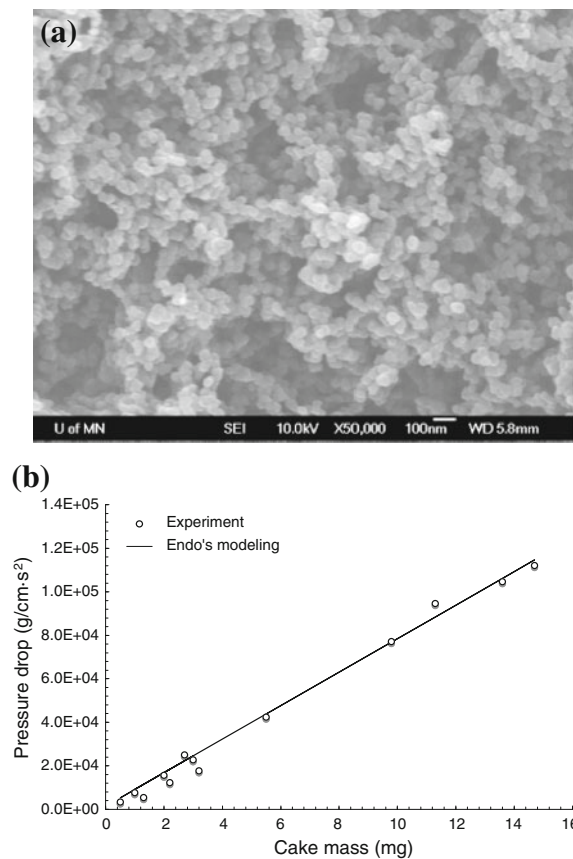 (a)
U of MN SEI 10.0kV X50,000 100nm WD 5.8mm
(b)
1.4E+05
1.2E+05
1.0E+05
8.0E+04
6.0E+04
4.0E+04
2.0E+04
0.0E+00
Pressure drop (g/cm·s²)
Experiment
Endo's modeling
0 2 4 6 8 10 12 14 16
Cake mass (mg)